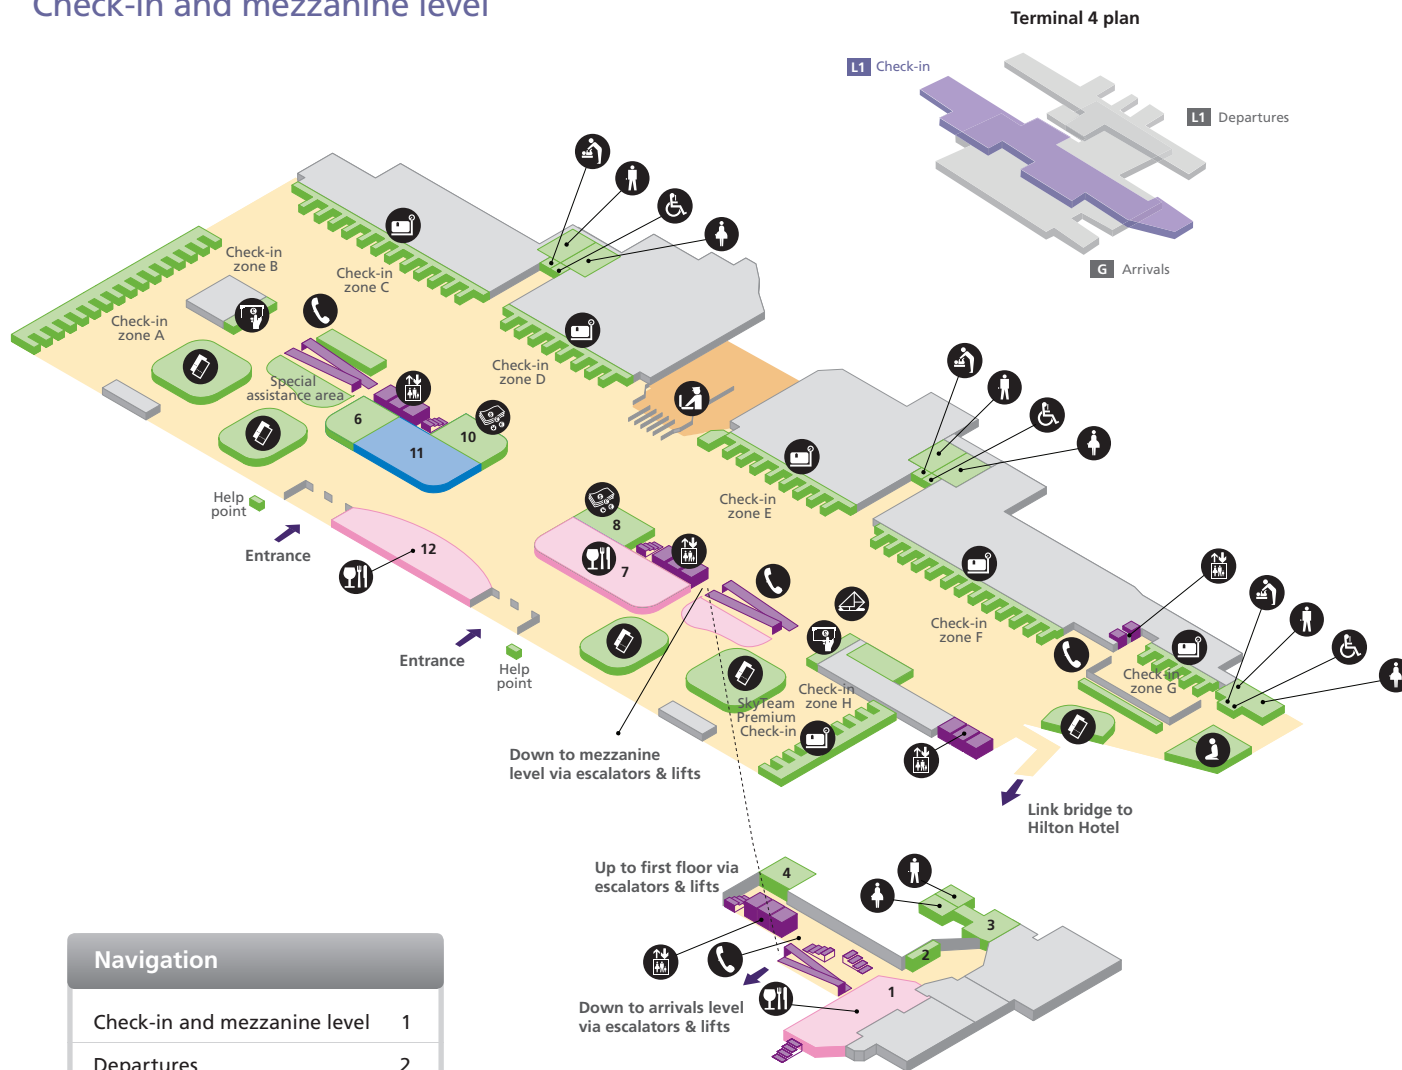 Check-in and mezzanine level
Terminal 4 plan
L1 Check-in
L1 Departures
G Arrivals
Check-in
zone B
Check-in
zone C
Check-in
zone A
Check-in
zone D
Special
assistance area
6
10
11
Help
point
Entrance
12
8
7
Check-in
zone E
Entrance
Help
point
Check-in
zone F
Check-in
zone G
Check-in
zone H
SkyTeam
Premium
Check-in
Down to mezzanine
level via escalators & lifts
Link bridge to
Hilton Hotel
Up to first floor via
escalators & lifts
4
3
2
1
Down to arrivals level
via escalators & lifts
Navigation
Check-in and mezzanine level 1
Departures 2